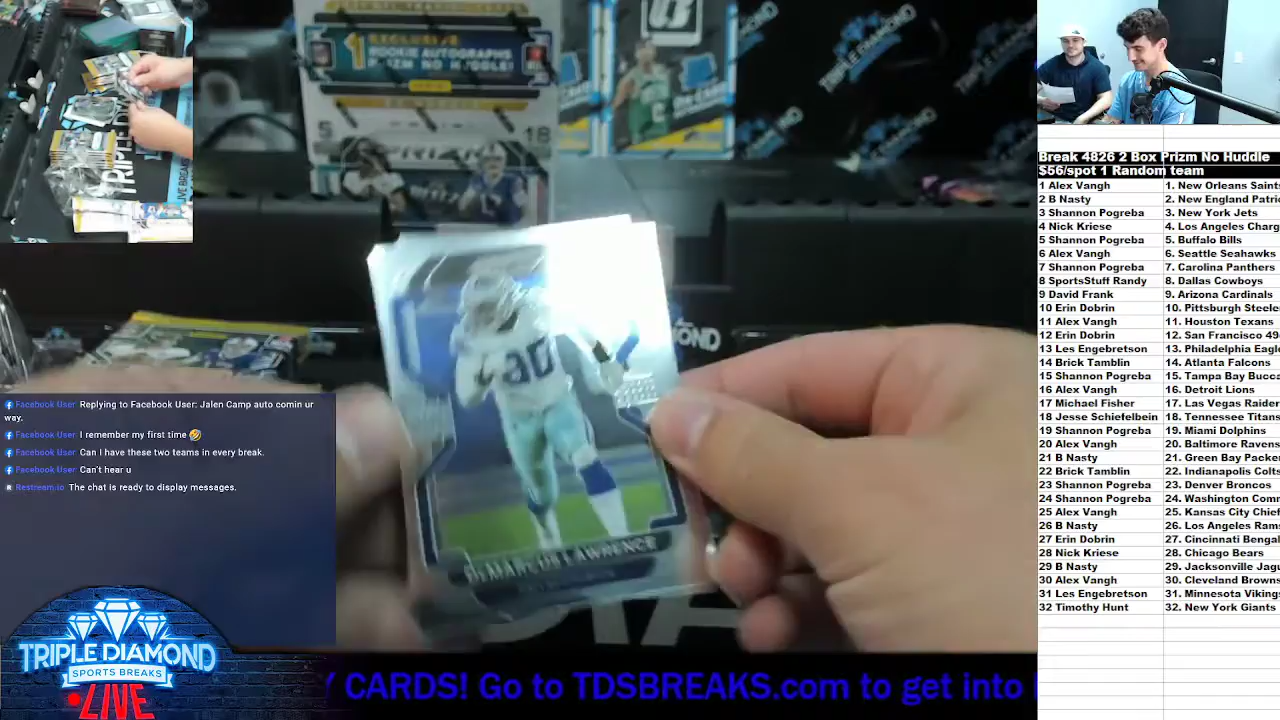 1 EXCLUSIVE
ROOKIE AUTOGRAPHS
PRIZM NO HUDDLE!
5
18
PRIZM
TRIPLE DIAMOND
90
DEMARCUS LAWRENCE
Facebook User Replying to Facebook User: Jalen Camp auto comin ur
way.
Facebook User I remember my first time 🤣
Facebook User Can I have these two teams in every break.
Facebook User Can't hear u
Restream.io The chat is ready to display messages.
TRIPLE DIAMOND
SPORTS BREAKS
LIVE
Y CARDS! Go to TDSBREAKS.com to get into
Break 4826 2 Box Prizm No Huddle
$56/spot 1 Random team
1 Alex Vangh 1. New Orleans Saint
2 B Nasty 2. New England Patri
3 Shannon Pogreba 3. New York Jets
4 Nick Kriese 4. Los Angeles Charg
5 Shannon Pogreba 5. Buffalo Bills
6 Alex Vangh 6. Seattle Seahawks
7 Shannon Pogreba 7. Carolina Panthers
8 SportsStuff Randy 8. Dallas Cowboys
9 David Frank 9. Arizona Cardinals
10 Erin Dobrin 10. Pittsburgh Steele
11 Alex Vangh 11. Houston Texans
12 Erin Dobrin 12. San Francisco 49
13 Les Engebretson 13. Philadelphia Eagl
14 Brick Tamblin 14. Atlanta Falcons
15 Shannon Pogreba 15. Tampa Bay Bucca
16 Alex Vangh 16. Detroit Lions
17 Michael Fisher 17. Las Vegas Raider
18 Jesse Schiefelbein 18. Tennessee Titans
19 Shannon Pogreba 19. Miami Dolphins
20 Alex Vangh 20. Baltimore Ravens
21 B Nasty 21. Green Bay Packer
22 Brick Tamblin 22. Indianapolis Colts
23 Shannon Pogreba 23. Denver Broncos
24 Shannon Pogreba 24. Washington Com
25 Alex Vangh 25. Kansas City Chief
26 B Nasty 26. Los Angeles Rams
27 Erin Dobrin 27. Cincinnati Bengal
28 Nick Kriese 28. Chicago Bears
29 B Nasty 29. Jacksonville Jagu
30 Alex Vangh 30. Cleveland Browns
31 Les Engebretson 31. Minnesota Viking
32 Timothy Hunt 32. New York Giants